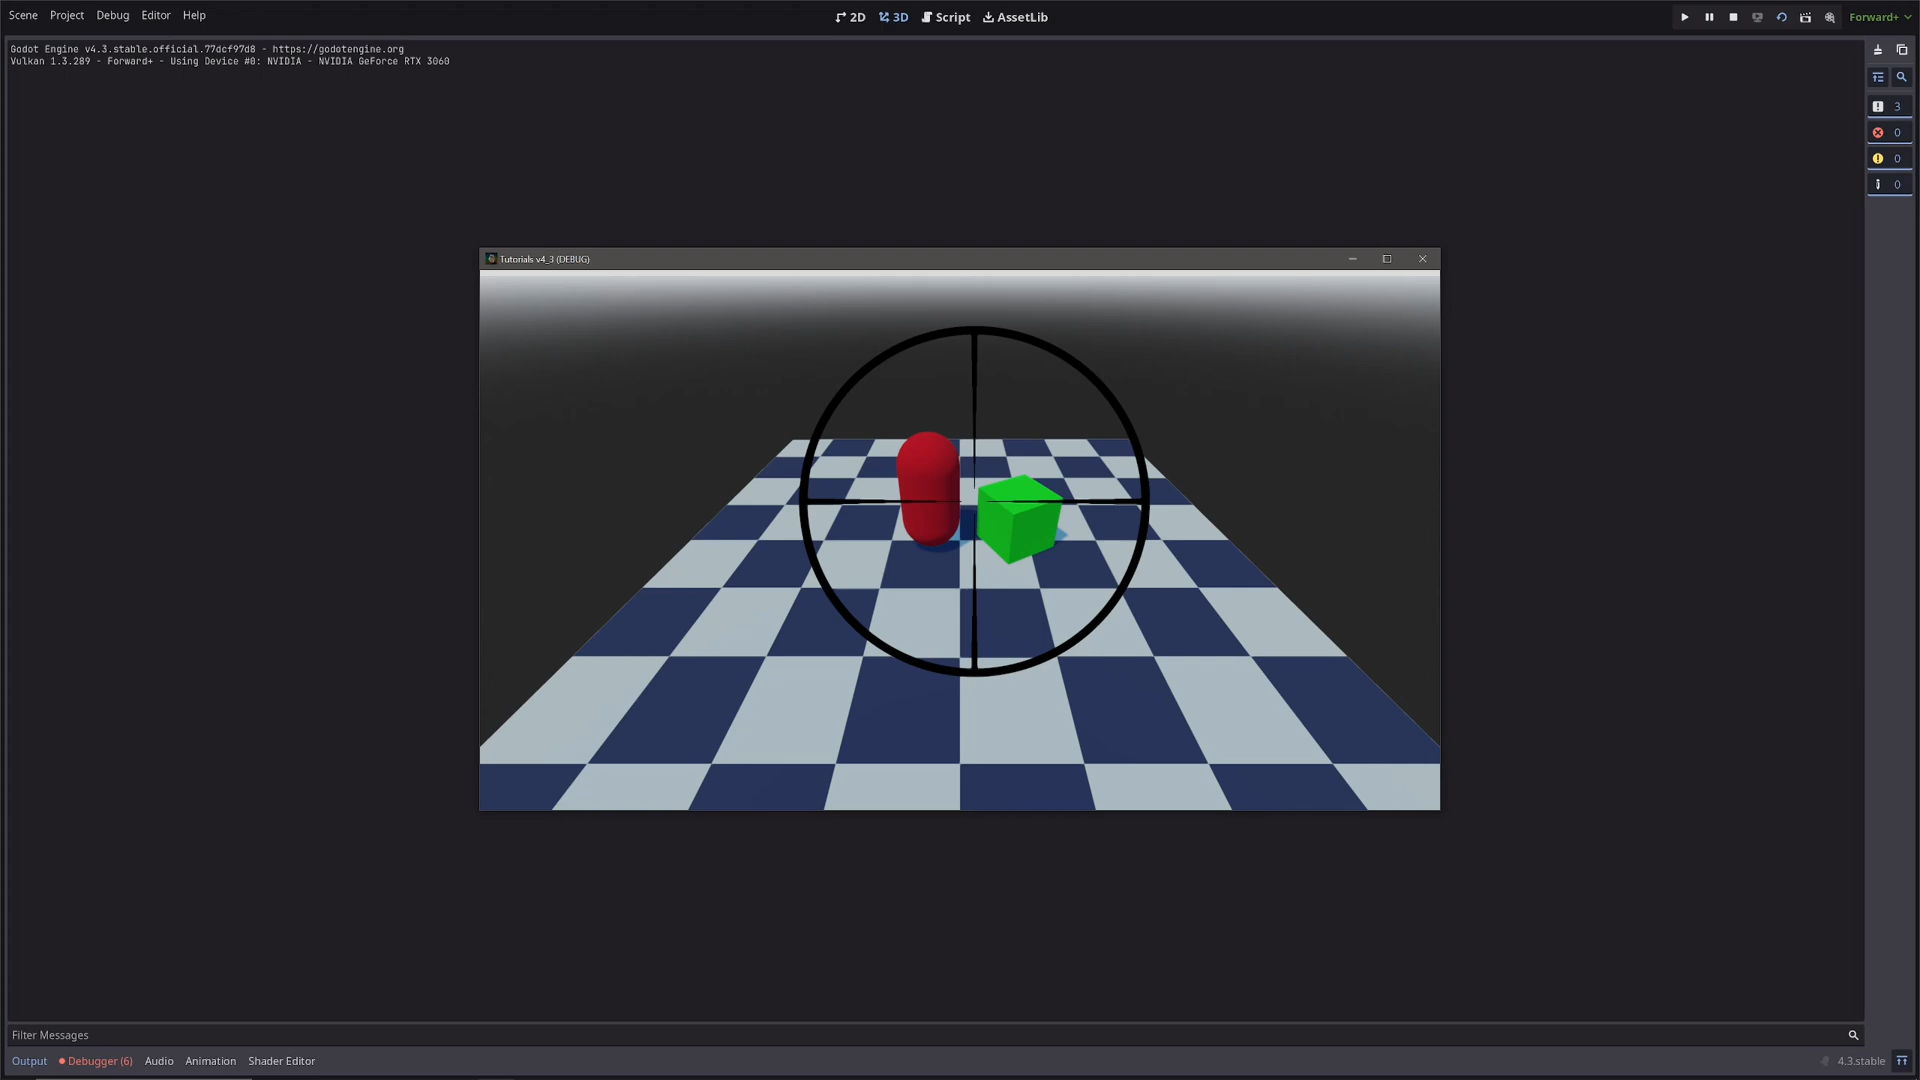 Scene Project Debug Editor Help
2D 3D Script AssetLib
Forward+
Godot Engine v4.3.stable.official.77dcf97d8 - https://godotengine.org
Vulkan 1.3.289 - Forward+ - Using Device #0: NVIDIA - NVIDIA GeForce RTX 3060
3
0
0
0
Tutorials v4_3 (DEBUG)
Filter Messages
Output Debugger (6) Audio Animation Shader Editor
4.3.stable